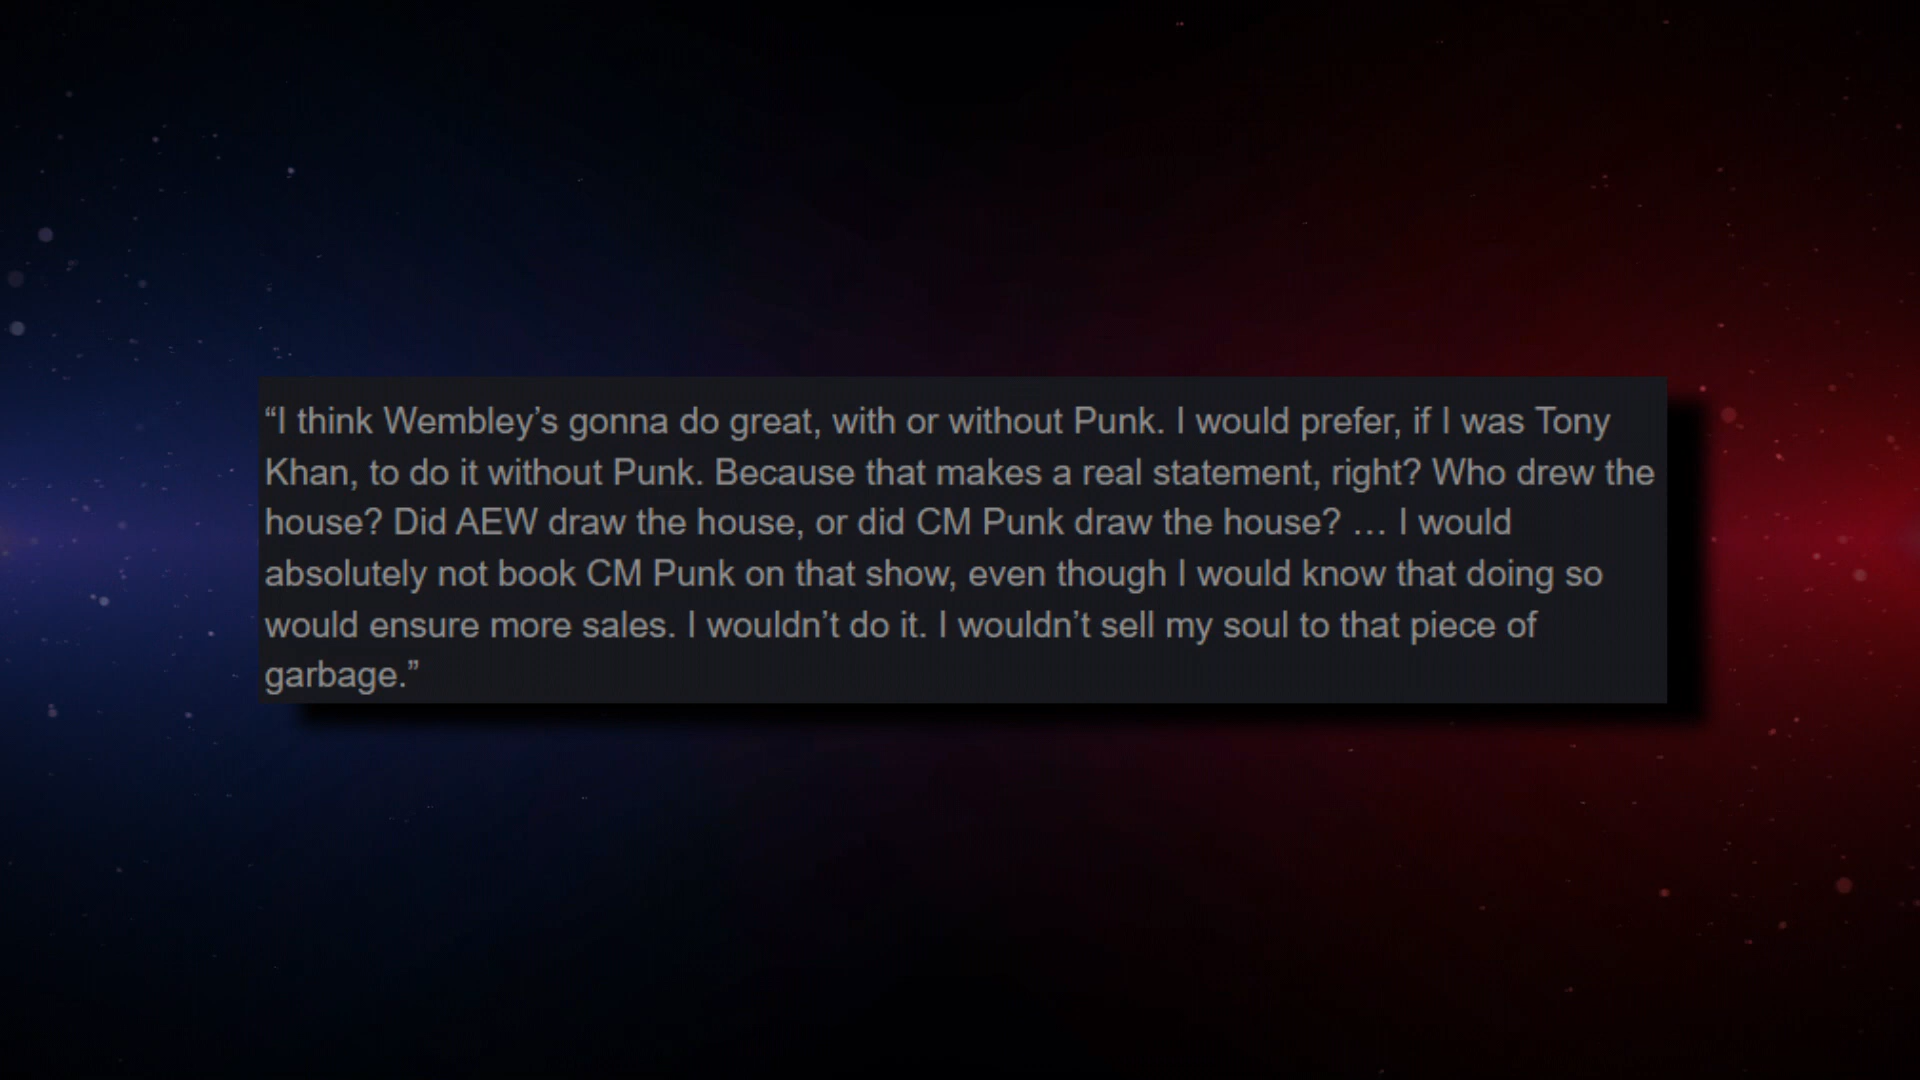 “I think Wembley’s gonna do great, with or without Punk. I would prefer, if I was Tony
Khan, to do it without Punk. Because that makes a real statement, right? Who drew the
house? Did AEW draw the house, or did CM Punk draw the house? … I would
absolutely not book CM Punk on that show, even though I would know that doing so
would ensure more sales. I wouldn’t do it. I wouldn’t sell my soul to that piece of
garbage.”